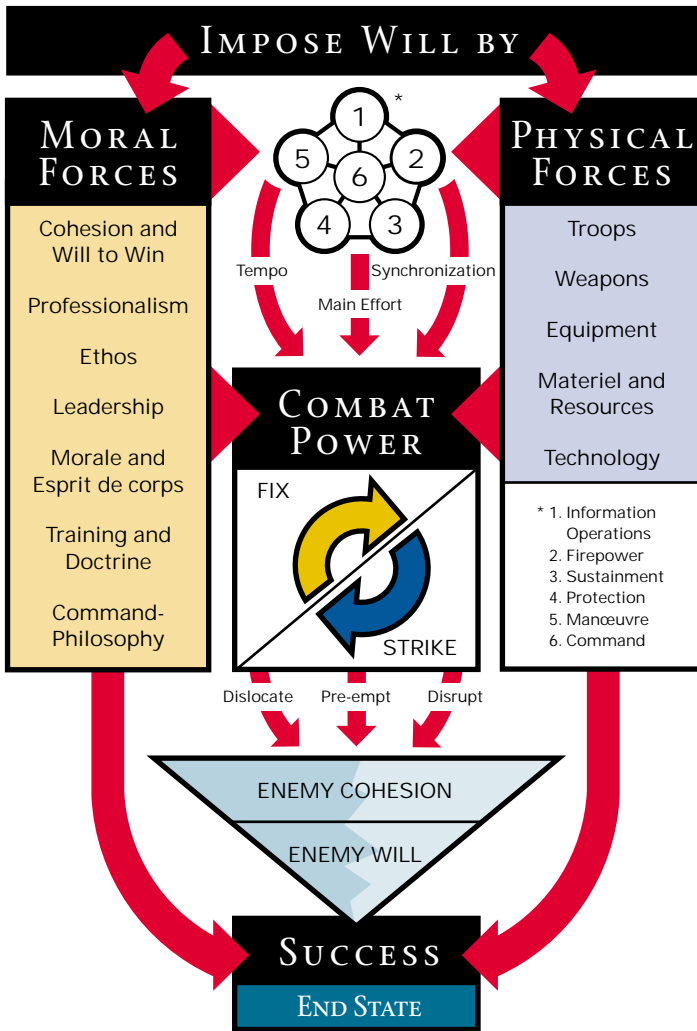 IMPOSE WILL BY
MORAL
FORCES
Cohesion and
Will to Win
Professionalism
Ethos
Leadership
Morale and
Esprit de corps
Training and
Doctrine
Command-
Philosophy
*
1
5
2
6
4
3
Tempo
Synchronization
Main Effort
PHYSICAL
FORCES
Troops
Weapons
Equipment
Materiel and
Resources
Technology
* 1. Information
Operations
2. Firepower
3. Sustainment
4. Protection
5. Manœuvre
6. Command
COMBAT
POWER
FIX
STRIKE
Dislocate
Pre-empt
Disrupt
ENEMY COHESION
ENEMY WILL
SUCCESS
END STATE